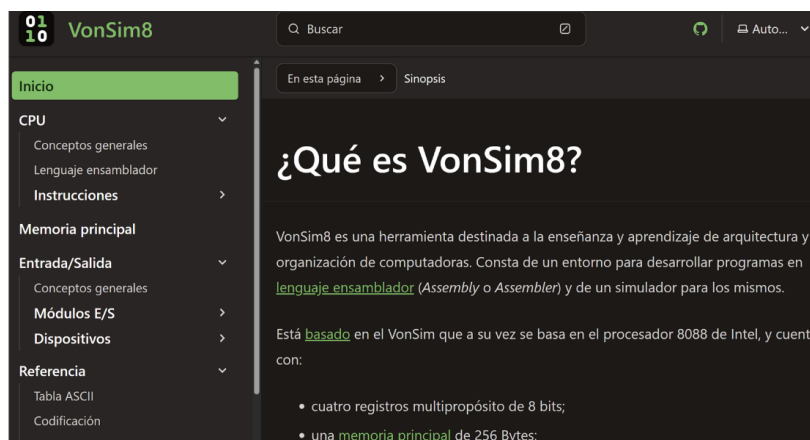 01
10
VonSim8
Buscar
Auto...
Inicio
CPU
Conceptos generales
Lenguaje ensamblador
Instrucciones
Memoria principal
Entrada/Salida
Conceptos generales
Módulos E/S
Dispositivos
Referencia
Tabla ASCII
Codificación
En esta página
Sinopsis
¿Qué es VonSim8?
VonSim8 es una herramienta destinada a la enseñanza y aprendizaje de arquitectura y
organización de computadoras. Consta de un entorno para desarrollar programas en
lenguaje ensamblador (Assembly o Assembler) y de un simulador para los mismos.
Está basado en el VonSim que a su vez se basa en el procesador 8088 de Intel, y cuent
con:
• cuatro registros multipropósito de 8 bits;
• una memoria principal de 256 Bytes;